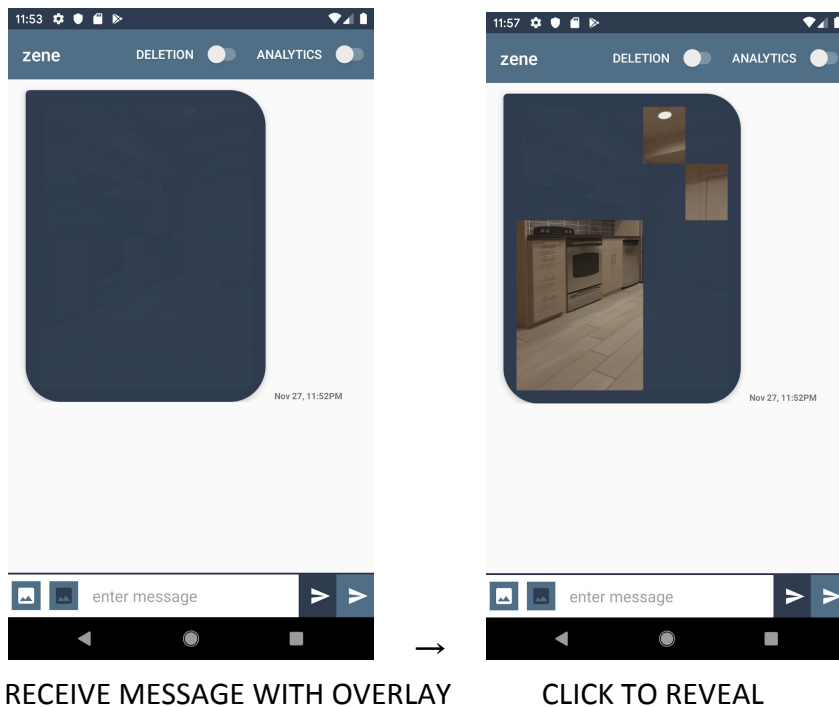 11:53
zene DELETION ANALYTICS
Nov 27, 11:52PM
enter message
RECEIVE MESSAGE WITH OVERLAY
→
11:57
zene DELETION ANALYTICS
Nov 27, 11:52PM
enter message
CLICK TO REVEAL